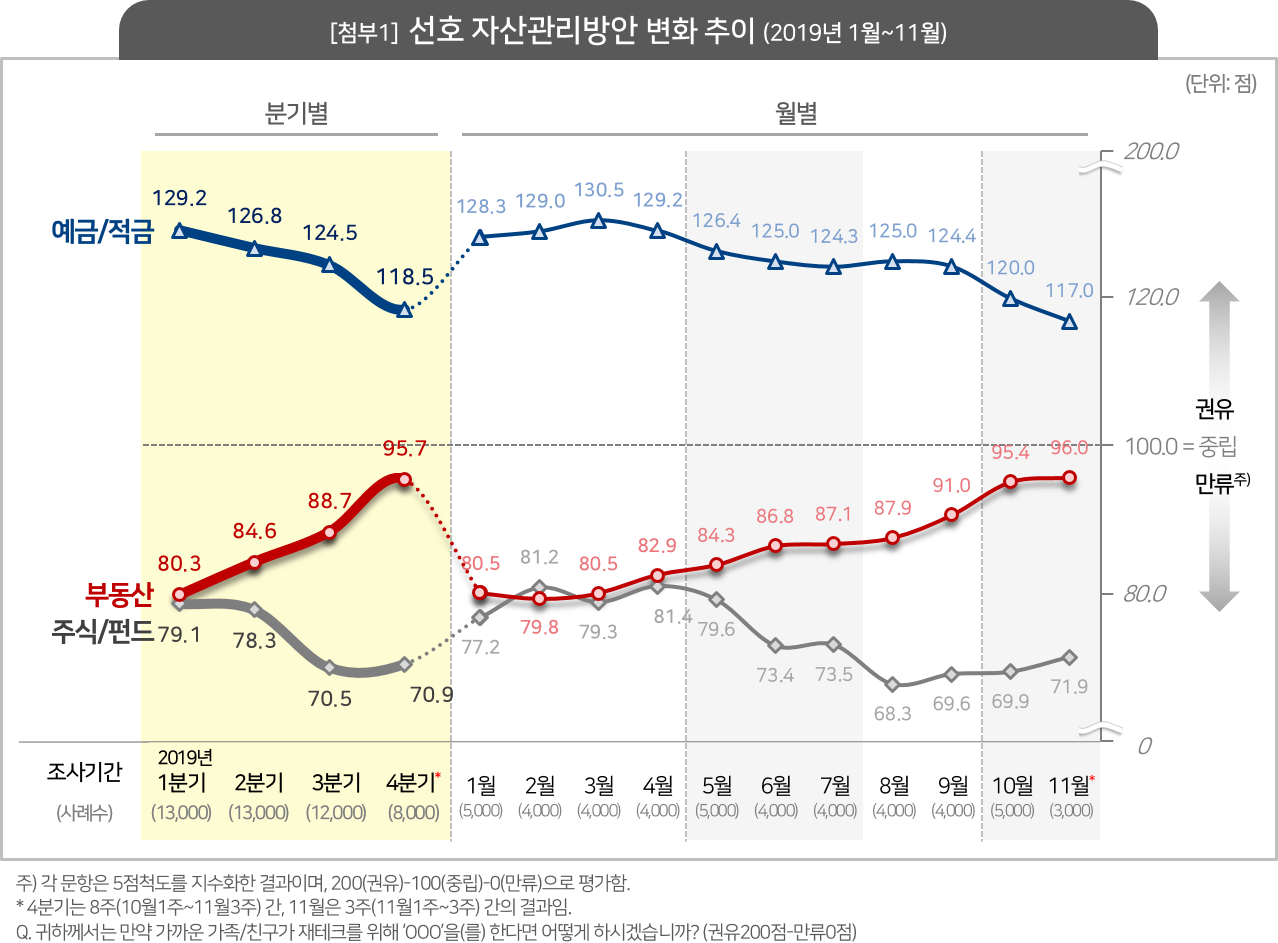 [첨부1] 선호 자산관리방안 변화 추이 (2019년 1월~11월)
(단위: 점)
분기별 월별
200.0
129.2 126.8 124.5 118.5 128.3 129.0 130.5 129.2 126.4 125.0 124.3 125.0 124.4 120.0 117.0
예금/적금
120.0
권유
100.0 = 중립
만류주)
95.7 88.7 84.6 80.3 80.5 79.8 80.5 82.9 84.3 86.8 87.1 87.9 91.0 95.4 96.0
부동산
80.0
주식/펀드
79.1 78.3 70.5 70.9 77.2 81.2 79.3 81.4 79.6 73.4 73.5 68.3 69.6 69.9 71.9
0
조사기간 2019년
1분기 2분기 3분기 4분기* 1월 2월 3월 4월 5월 6월 7월 8월 9월 10월 11월*
(사례수) (13,000) (13,000) (12,000) (8,000) (5,000) (4,000) (4,000) (4,000) (5,000) (4,000) (4,000) (4,000) (4,000) (5,000) (3,000)
주) 각 문항은 5점척도를 지수화한 결과이며, 200(권유)-100(중립)-0(만류)으로 평가함.
* 4분기는 8주(10월1주~11월3주) 간, 11월은 3주(11월1주~3주) 간의 결과임.
Q. 귀하께서는 만약 가까운 가족/친구가 재테크를 위해 ‘OOO’을(를) 한다면 어떻게 하시겠습니까? (권유200점-만류0점)